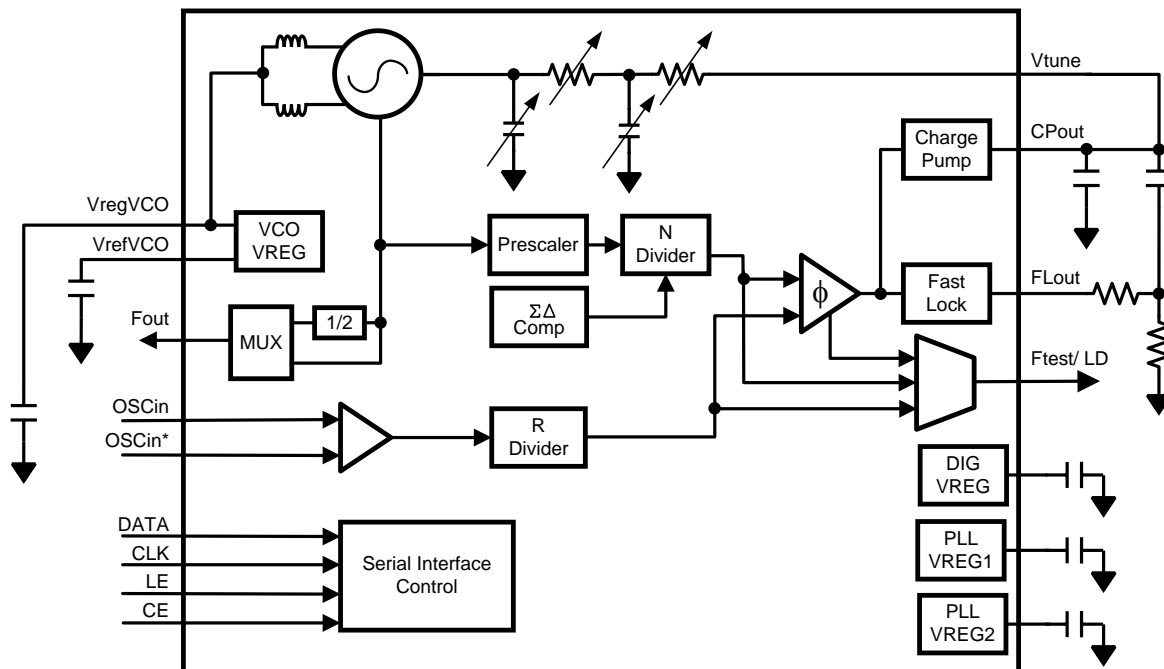 Vtune
Charge
Pump
CPout
VregVCO
VCO
VREG
VrefVCO
Prescaler
N
Divider
ΣΔ
Comp
ϕ
Fast
Lock
FLout
Fout
MUX
1/2
Ftest/ LD
OSCin
OSCin*
R
Divider
DIG
VREG
DATA
CLK
LE
CE
Serial Interface
Control
PLL
VREG1
PLL
VREG2